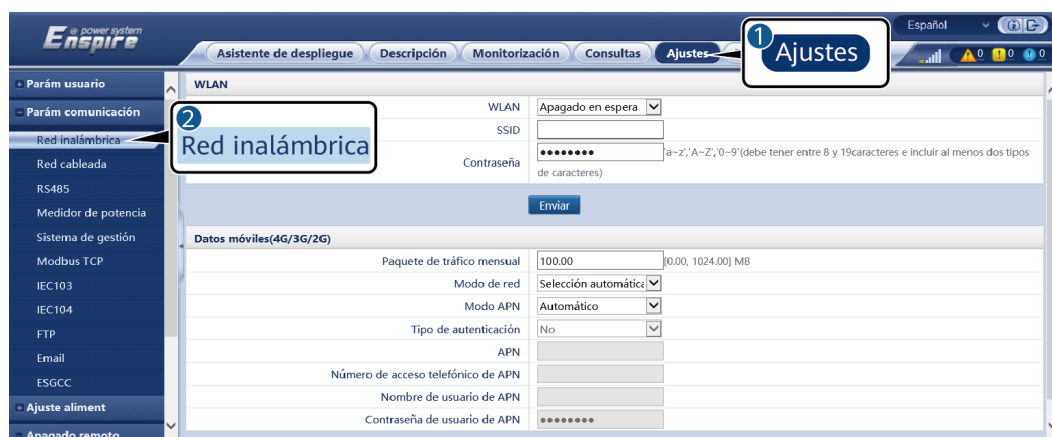 e power system
Enspire
Español
Asistente de despliegue
Descripción
Monitorización
Consultas
Ajustes
1
Ajustes
0
0
0
Parám usuario
Parám comunicación
Red inalámbrica
Red cableada
RS485
Medidor de potencia
Sistema de gestión
Modbus TCP
IEC103
IEC104
FTP
Email
ESGCC
Ajuste aliment
Apagado remoto
2
Red inalámbrica
WLAN
WLAN
Apagado en espera
SSID
Contraseña
●●●●●●●●
'a~z','A~Z','0~9'(debe tener entre 8 y 19caracteres e incluir al menos dos tipos
de caracteres)
Enviar
Datos móviles(4G/3G/2G)
Paquete de tráfico mensual
100.00
[0.00, 1024.00] MB
Modo de red
Selección automátic
Modo APN
Automático
Tipo de autenticación
No
APN
Número de acceso telefónico de APN
Nombre de usuario de APN
Contraseña de usuario de APN
●●●●●●●●